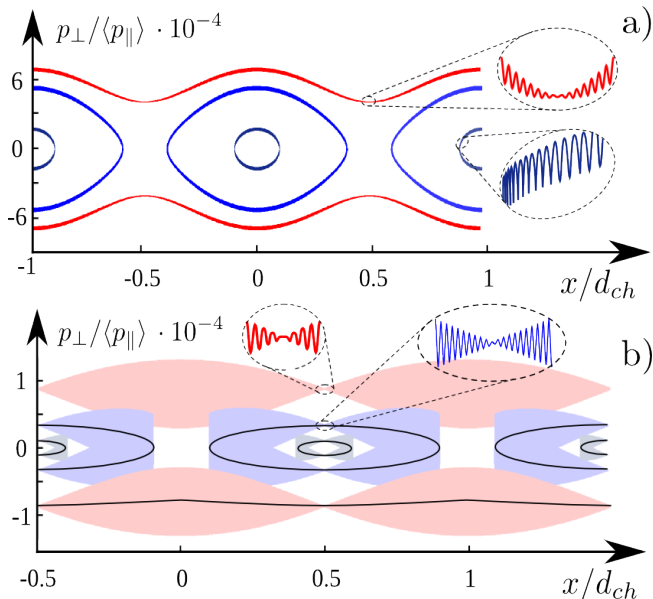 p⊥/⟨p∥⟩ · 10⁻⁴
a)
6
0
-6
-1
-0.5
0
0.5
1
x/d_ch
p⊥/⟨p∥⟩ · 10⁻⁴
b)
1
0
-1
-0.5
0
0.5
1
x/d_ch